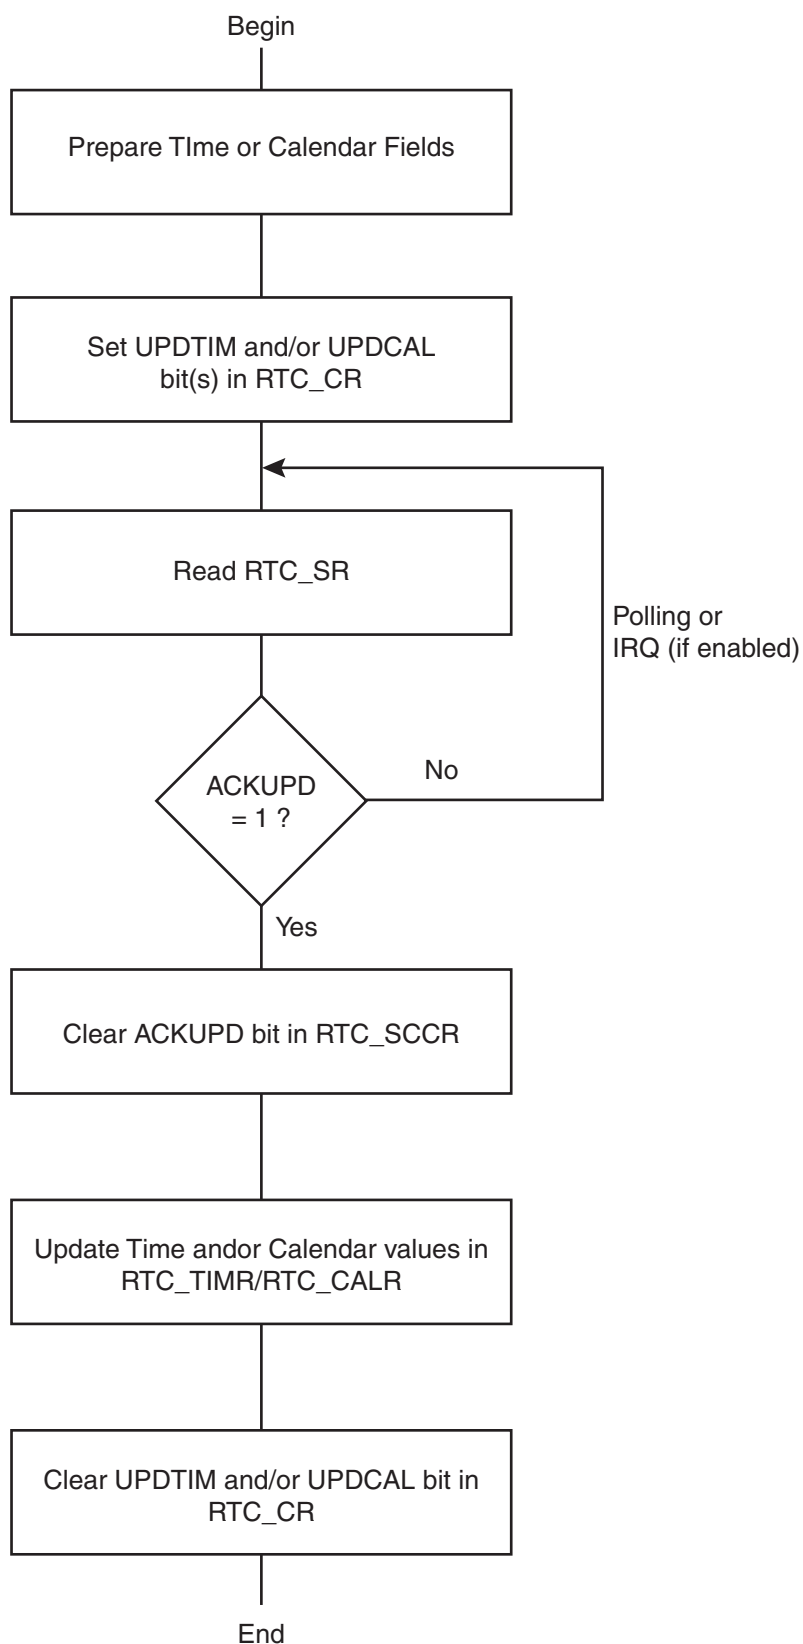 Begin
Prepare TIme or Calendar Fields
Set UPDTIM and/or UPDCAL
bit(s) in RTC_CR
Read RTC_SR
Polling or
IRQ (if enabled)
ACKUPD
= 1 ?
No
Yes
Clear ACKUPD bit in RTC_SCCR
Update Time andor Calendar values in
RTC_TIMR/RTC_CALR
Clear UPDTIM and/or UPDCAL bit in
RTC_CR
End